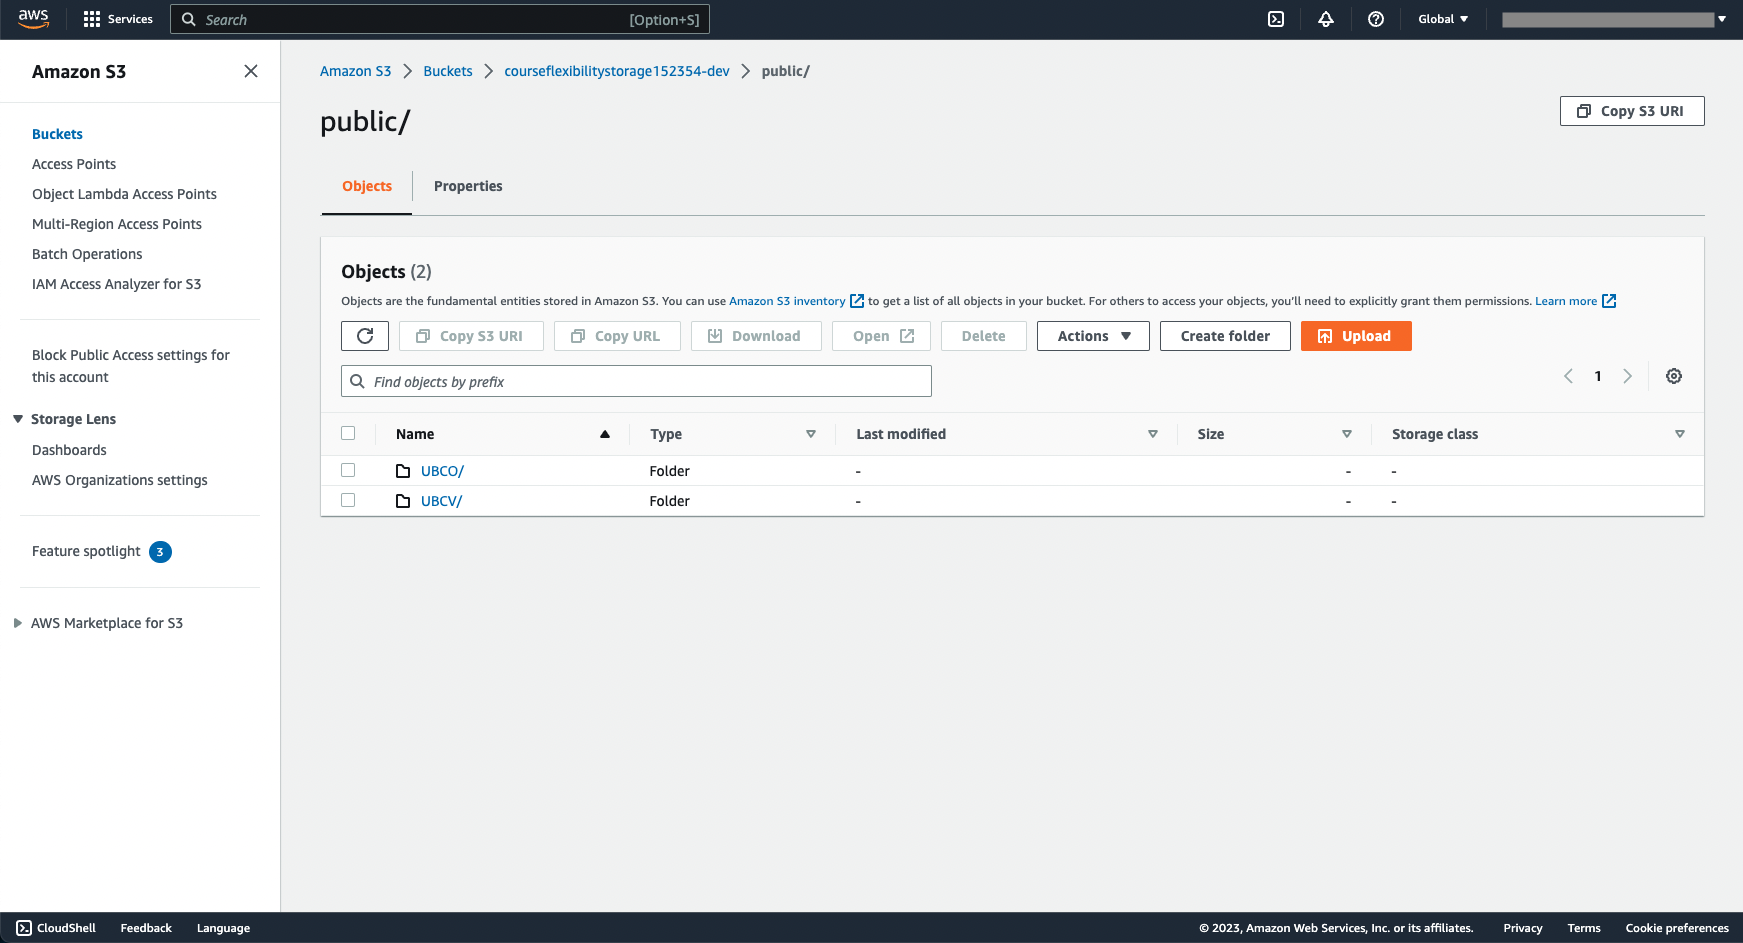 aws
Services
Search [Option+S]
Global
Amazon S3
Buckets
Access Points
Object Lambda Access Points
Multi-Region Access Points
Batch Operations
IAM Access Analyzer for S3
Block Public Access settings for
this account
Storage Lens
Dashboards
AWS Organizations settings
Feature spotlight 3
AWS Marketplace for S3
Amazon S3 Buckets courseflexibilitystorage152354-dev public/
public/
Copy S3 URI
Objects Properties
Objects (2)
Objects are the fundamental entities stored in Amazon S3. You can use Amazon S3 inventory to get a list of all objects in your bucket. For others to access your objects, you'll need to explicitly grant them permissions. Learn more
Copy S3 URI Copy URL Download Open Delete Actions Create folder Upload
Find objects by prefix
1
Name Type Last modified Size Storage class
UBCO/ Folder - - -
UBCV/ Folder - - -
CloudShell Feedback Language
© 2023, Amazon Web Services, Inc. or its affiliates. Privacy Terms Cookie preferences